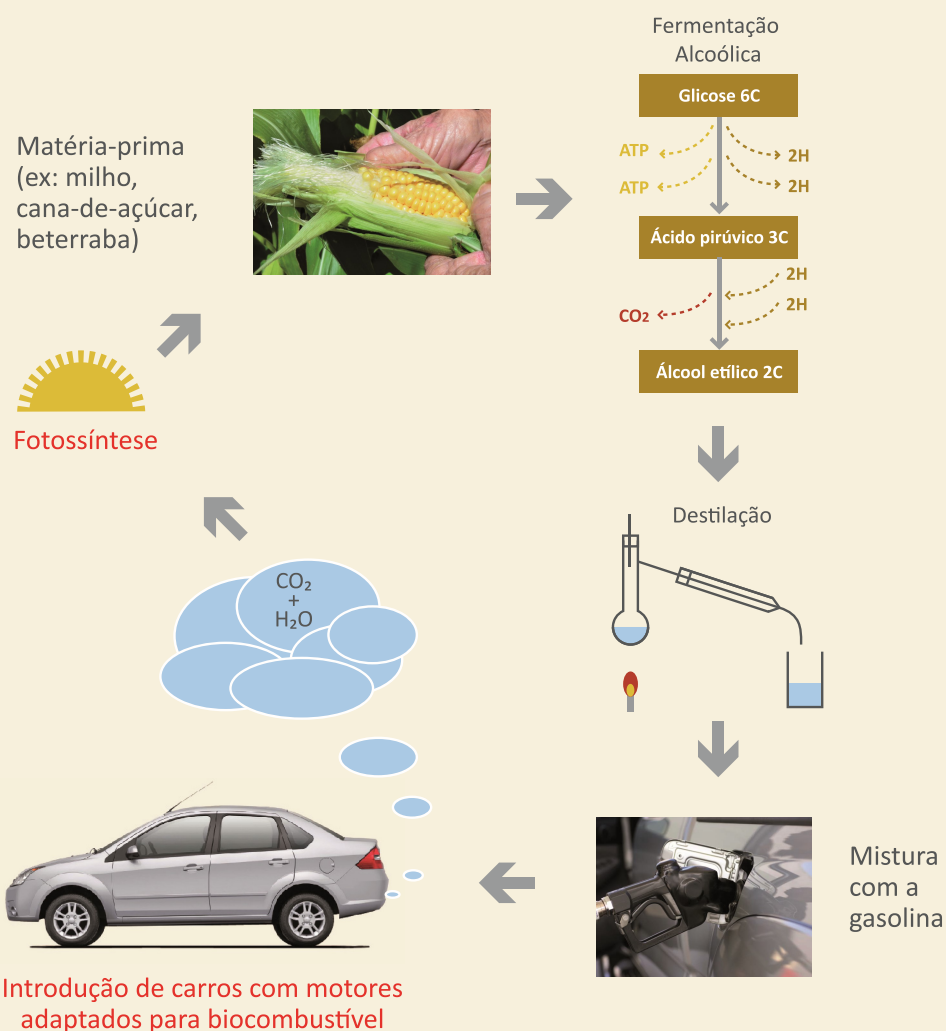 Fermentação
Alcoólica
Glicose 6C
ATP
2H
ATP
2H
Ácido pirúvico 3C
2H
2H
CO₂
Álcool etílico 2C
Matéria-prima
(ex: milho,
cana-de-açúcar,
beterraba)
Fotossíntese
Destilação
CO₂
+
H₂O
Mistura
com a
gasolina
Introdução de carros com motores
adaptados para biocombustível